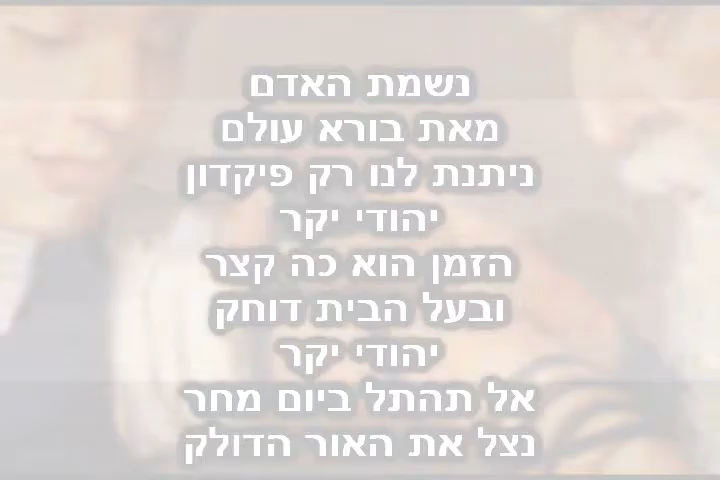 נשמת האדם
מאת בורא עולם
ניתנת לנו רק פיקדון
יהודי יקר
הזמן הוא כה קצר
ובעל הבית דוחק
יהודי יקר
אל תהתל ביום מחר
נצל את האור הדולק